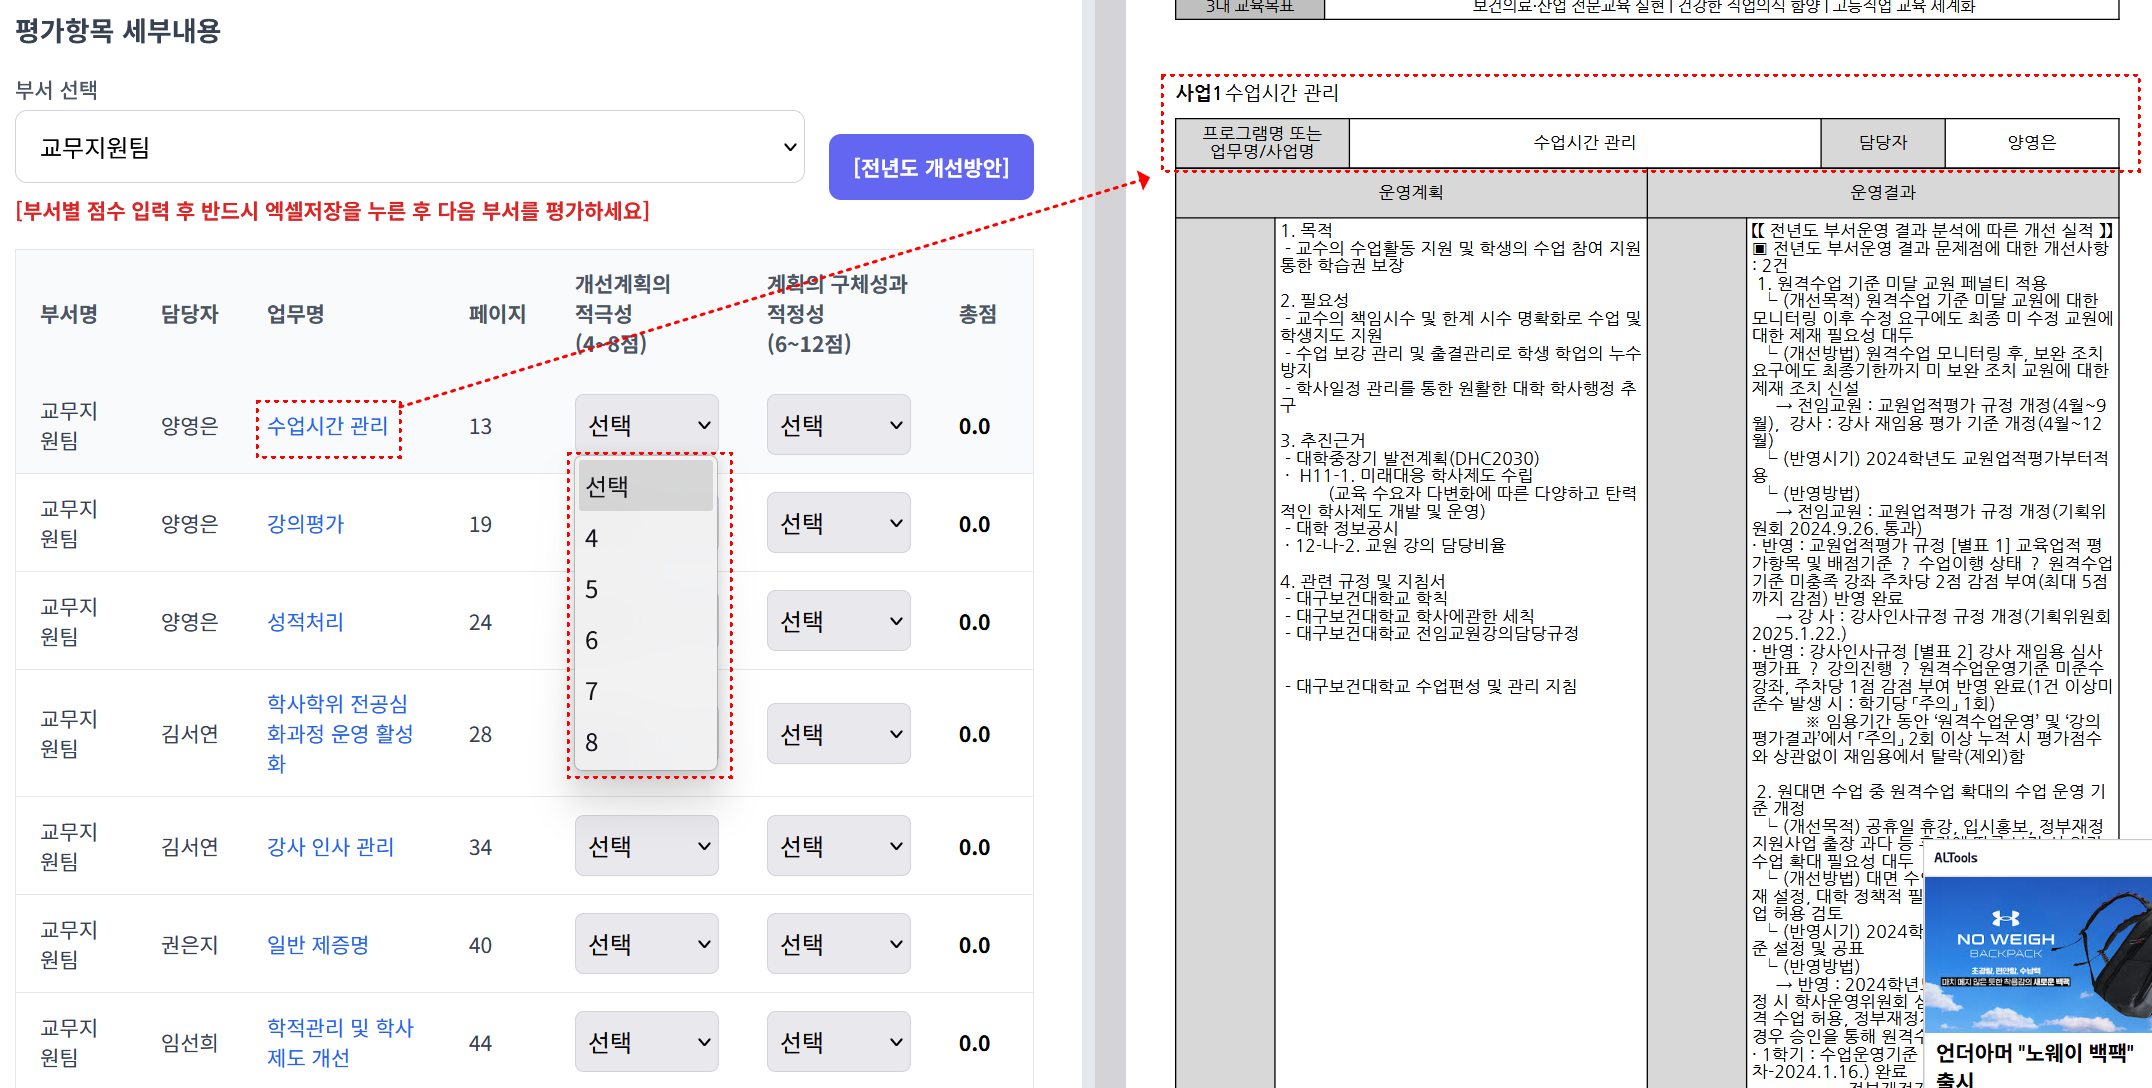 평가항목 세부내용
부서 선택
교무지원팀
[전년도 개선방안]
[부서별 점수 입력 후 반드시 엑셀저장을 누른 후 다음 부서를 평가하세요]
부서명 담당자 업무명 페이지 개선계획의 적극성 (4~8점) 계획의 구체성과 적정성 (6~12점) 총점
교무지원팀 양영은 수업시간 관리 13 선택 선택 0.0
선택
4
5
6
7
8
교무지원팀 양영은 강의평가 19 선택 0.0
교무지원팀 양영은 성적처리 24 선택 0.0
교무지원팀 김서연 학사학위 전공심화과정 운영 활성화 28 선택 0.0
교무지원팀 김서연 강사 인사 관리 34 선택 선택 0.0
교무지원팀 권은지 일반 제증명 40 선택 선택 0.0
교무지원팀 임선희 학적관리 및 학사제도 개선 44 선택 선택 0.0
3대 교육목표 보건의료·산업 전문교육 실현 | 건강한 직업의식 함양 | 고등직업 교육 세계화
사업1 수업시간 관리
프로그램명 또는
업무명/사업명
수업시간 관리 담당자 양영은
운영계획 운영결과
1. 목적
- 교수의 수업활동 지원 및 학생의 수업 참여 지원
통한 학습권 보장
2. 필요성
- 교수의 책임시수 및 한계 시수 명확화로 수업 및
학생지도 지원
- 수업 보강 관리 및 출결관리로 학생 학업의 누수
방지
- 학사일정 관리를 통한 원활한 대학 학사행정 추
구
3. 추진근거
- 대학중장기 발전계획(DHC2030)
· H11-1. 미래대응 학사제도 수립
(교육 수요자 다변화에 따른 다양하고 탄력
적인 학사제도 개발 및 운영)
- 대학 정보공시
· 12-나-2. 교원 강의 담당비율
4. 관련 규정 및 지침서
- 대구보건대학교 학칙
- 대구보건대학교 학사에관한 세칙
- 대구보건대학교 전임교원강의담당규정
- 대구보건대학교 수업편성 및 관리 지침
【【 전년도 부서운영 결과 분석에 따른 개선 실적 】】
▣ 전년도 부서운영 결과 문제점에 대한 개선사항
: 2건
1. 원격수업 기준 미달 교원 페널티 적용
└ (개선목적) 원격수업 기준 미달 교원에 대한
모니터링 이후 수정 요구에도 최종 미 수정 교원에
대한 제재 필요성 대두
└ (개선방법) 원격수업 모니터링 후, 보완 조치
요구에도 최종기한까지 미 보완 조치 교원에 대한
제재 조치 신설
→ 전임교원 : 교원업적평가 규정 개정(4월~9
월), 강사 : 강사 재임용 평가 기준 개정(4월~12
월)
└ (반영시기) 2024학년도 교원업적평가부터적
용
└ (반영방법)
→ 전임교원 : 교원업적평가 규정 개정(기획위
원회 2024.9.26. 통과)
· 반영 : 교원업적평가 규정 [별표 1] 교육업적 평
가항목 및 배점기준 ? 수업이행 상태 ? 원격수업
기준 미충족 강좌 주차당 2점 감점 부여(최대 5점
까지 감점) 반영 완료
→ 강 사 : 강사인사규정 규정 개정(기획위원회
2025.1.22.)
· 반영 : 강사인사규정 [별표 2] 강사 재임용 심사
평가표 ? 강의진행 ? 원격수업운영기준 미준수
강좌, 주차당 1점 감점 부여 반영 완료(1건 이상미
준수 발생 시 : 학기당 「주의」 1회)
※ 임용기간 동안 ‘원격수업운영’ 및 ‘강의
평가결과’에서 「주의」 2회 이상 누적 시 평가점수
와 상관없이 재임용에서 탈락(제외)함
2. 원대면 수업 중 원격수업 확대의 수업 운영 기
준 개정
└ (개선목적) 공휴일 휴강, 입시홍보, 정부재정
지원사업 출장 과다 등
수업 확대 필요성 대두
└ (개선방법) 대면 수
재 설정, 대학 정책적 필
업 허용 검토
└ (반영시기) 2024학
준 설정 및 공표
└ (반영방법)
→ 반영 : 2024학년
정 시 학사운영위원회
격 수업 허용, 정부재정
경우 승인을 통해 원격
· 1학기 : 수업운영기준
차-2024.1.16.) 완료
ALTools
NO WEIGH
BACKPACK
초경량, 편안함, 수납력
마치 메지 않은 듯한 착용감의 새로운 백팩
언더아머 "노웨이 백팩"
출시